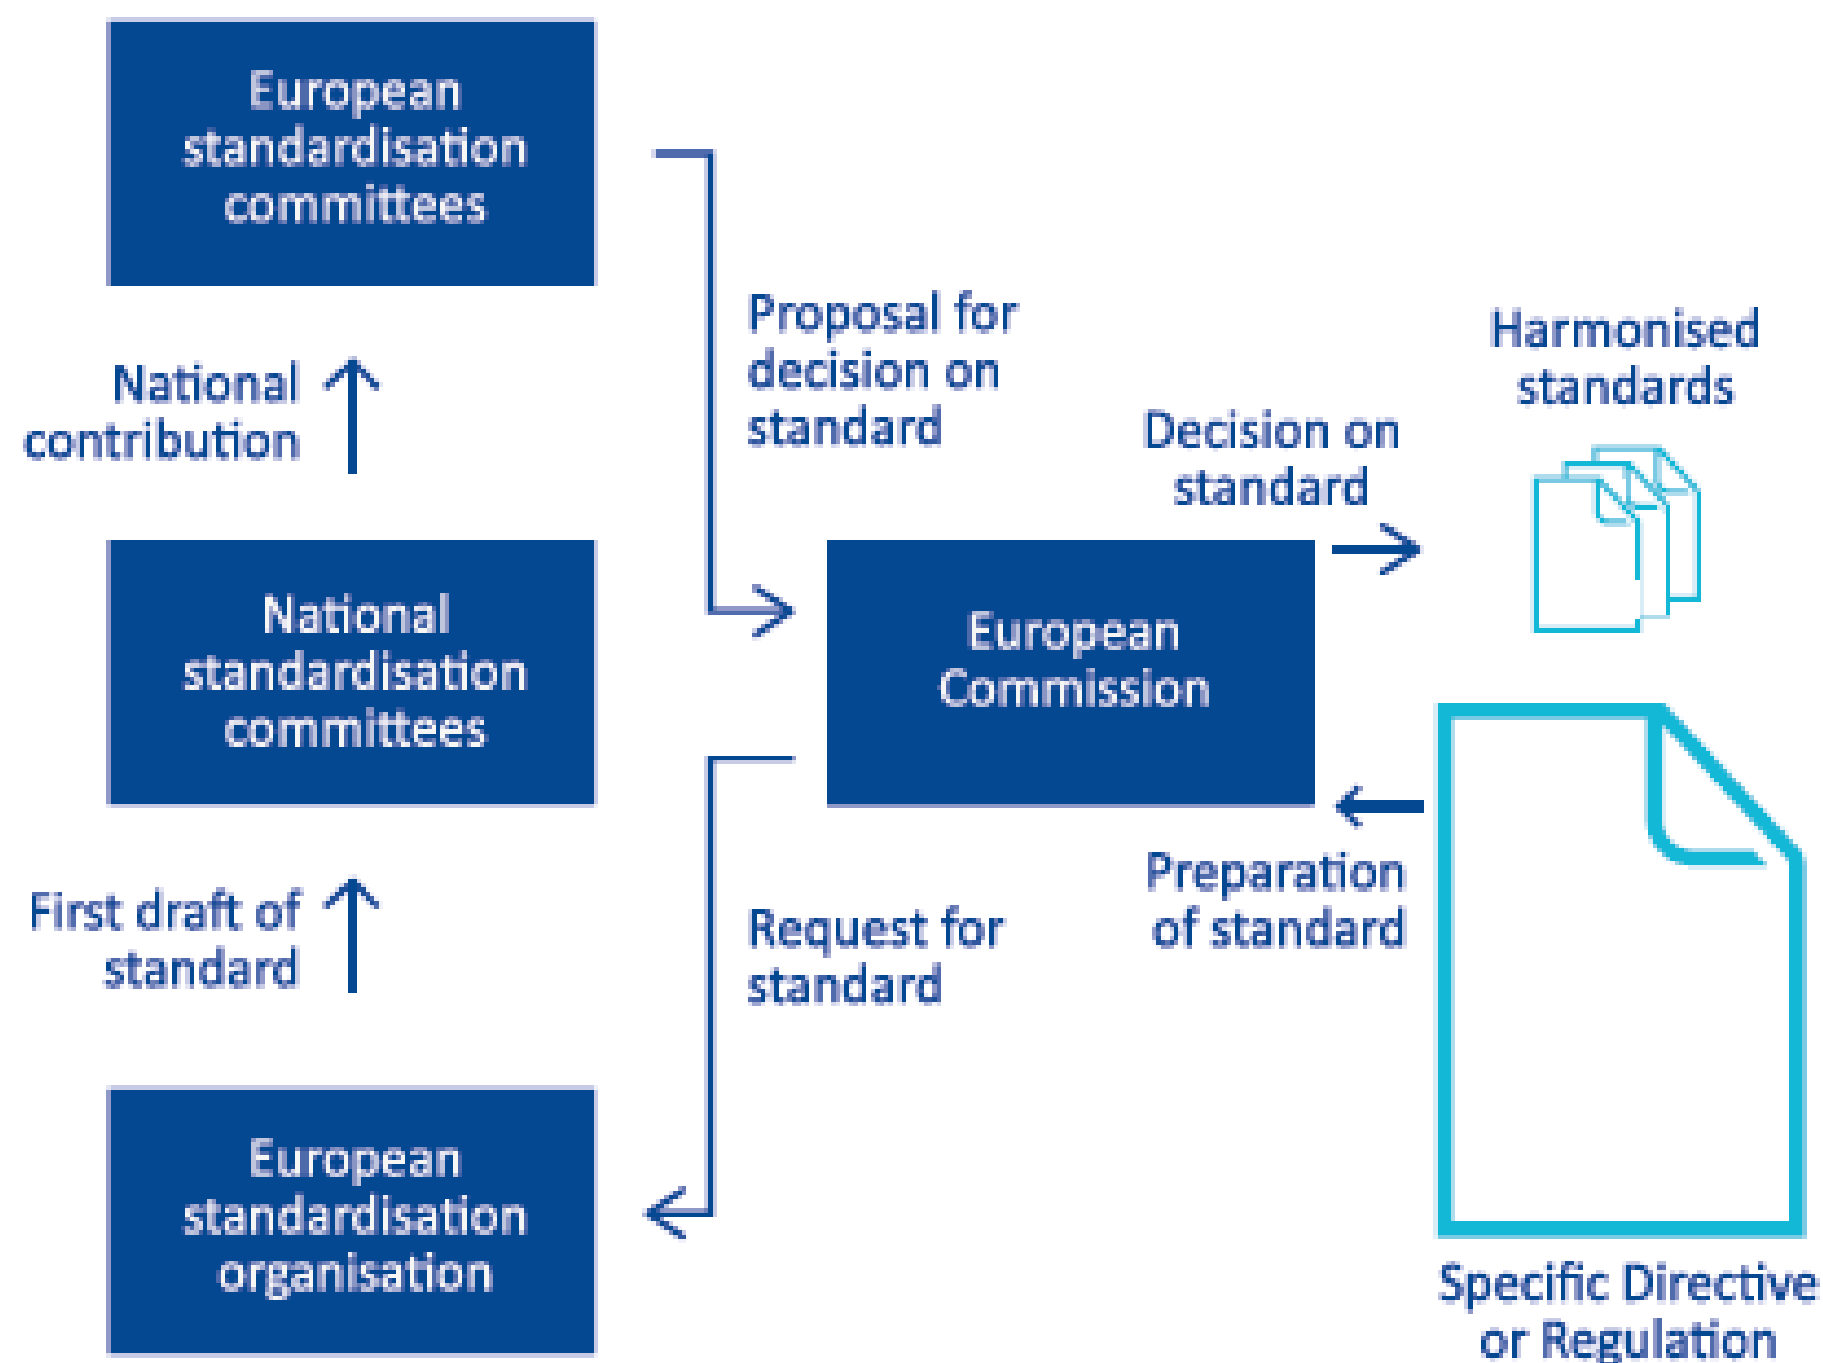 European
standardisation
committees
National
contribution
National
standardisation
committees
First draft of
standard
European
standardisation
organisation
Proposal for
decision on
standard
European
Commission
Request for
standard
Decision on
standard
Harmonised
standards
Preparation
of standard
Specific Directive
or Regulation